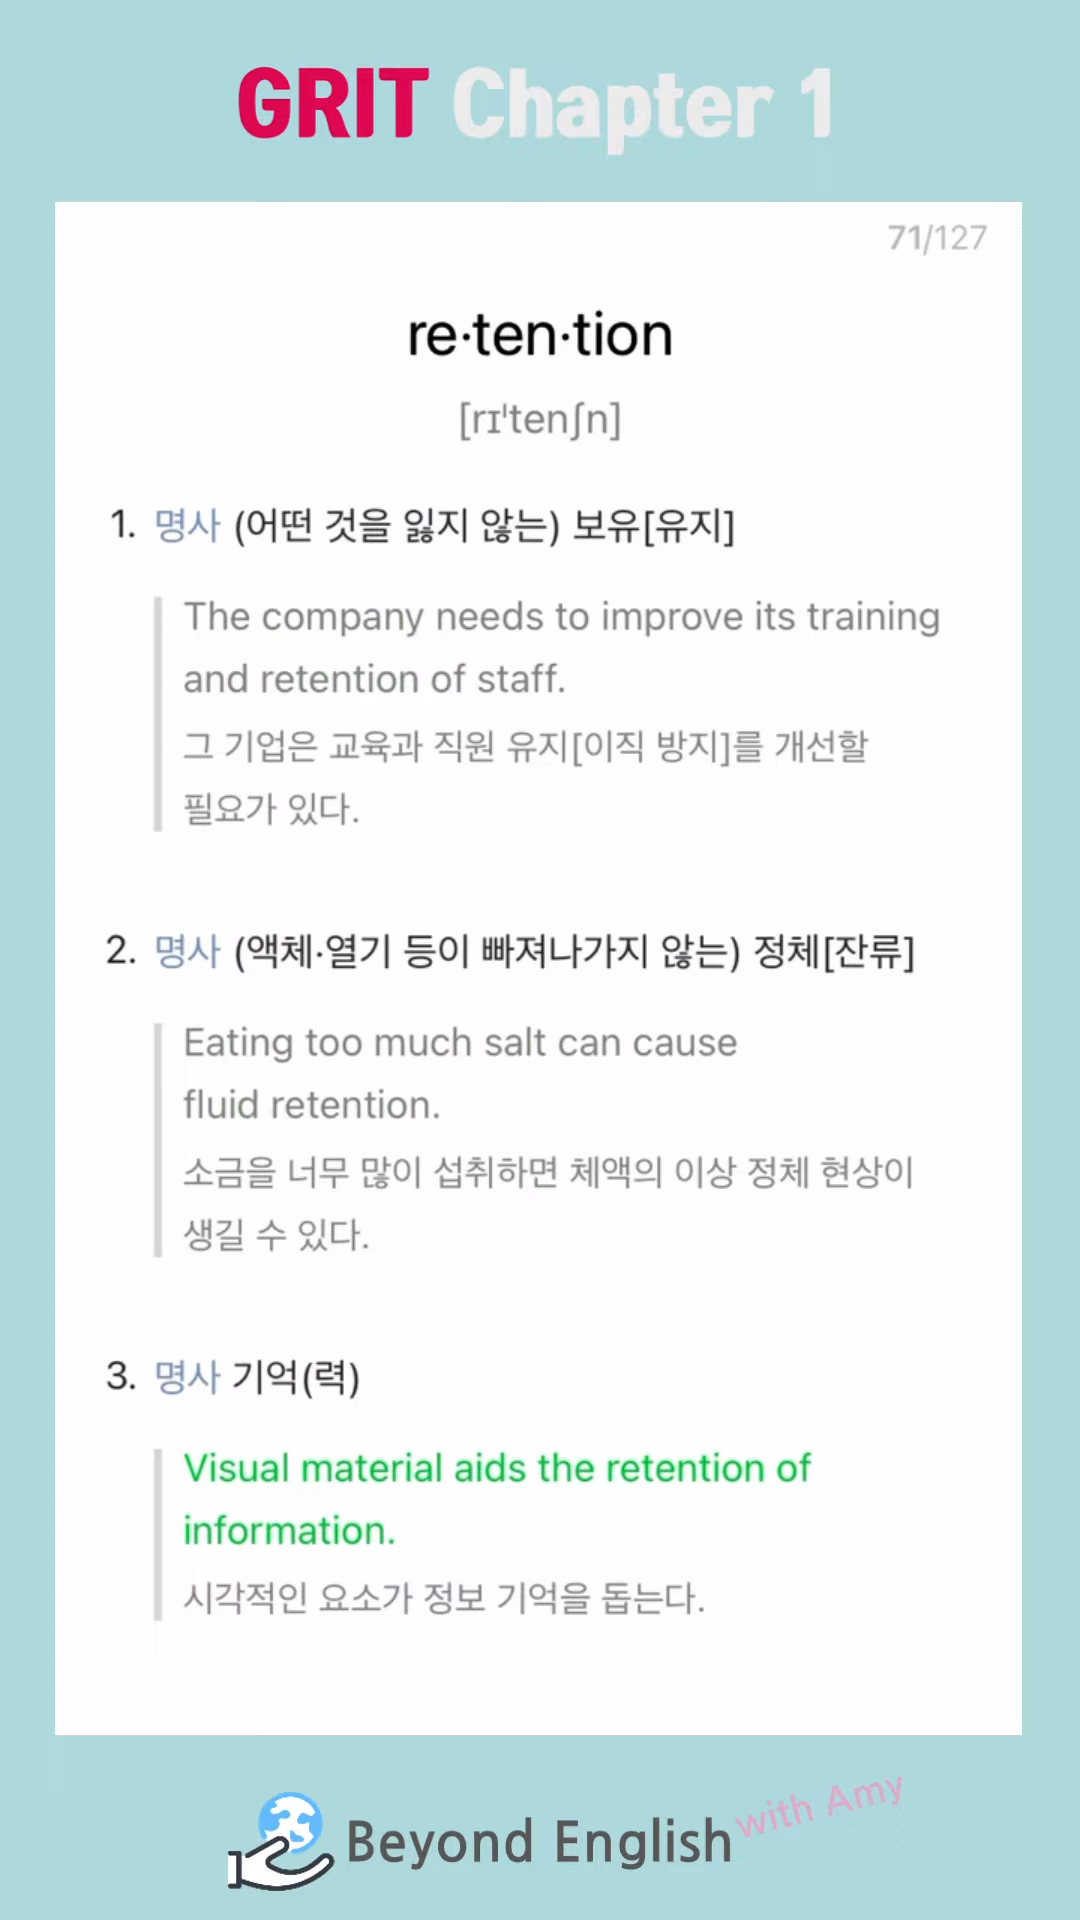 GRIT Chapter 1
71/127
re·ten·tion
[rɪ'tenʃn]
1. 명사 (어떤 것을 잃지 않는) 보유[유지]
The company needs to improve its training
and retention of staff.
그 기업은 교육과 직원 유지[이직 방지]를 개선할
필요가 있다.
2. 명사 (액체·열기 등이 빠져나가지 않는) 정체[잔류]
Eating too much salt can cause
fluid retention.
소금을 너무 많이 섭취하면 체액의 이상 정체 현상이
생길 수 있다.
3. 명사 기억(력)
Visual material aids the retention of
information.
시각적인 요소가 정보 기억을 돕는다.
Beyond English with Amy